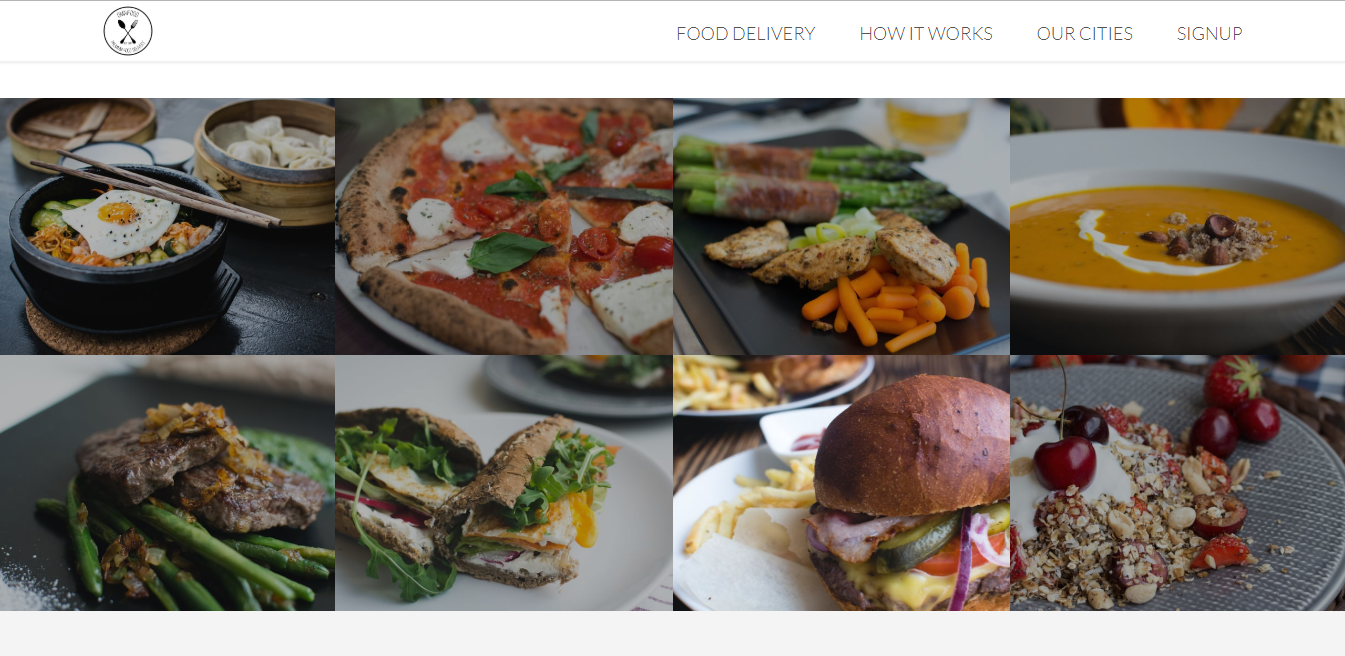 FOOD DELIVERY
HOW IT WORKS
OUR CITIES
SIGNUP